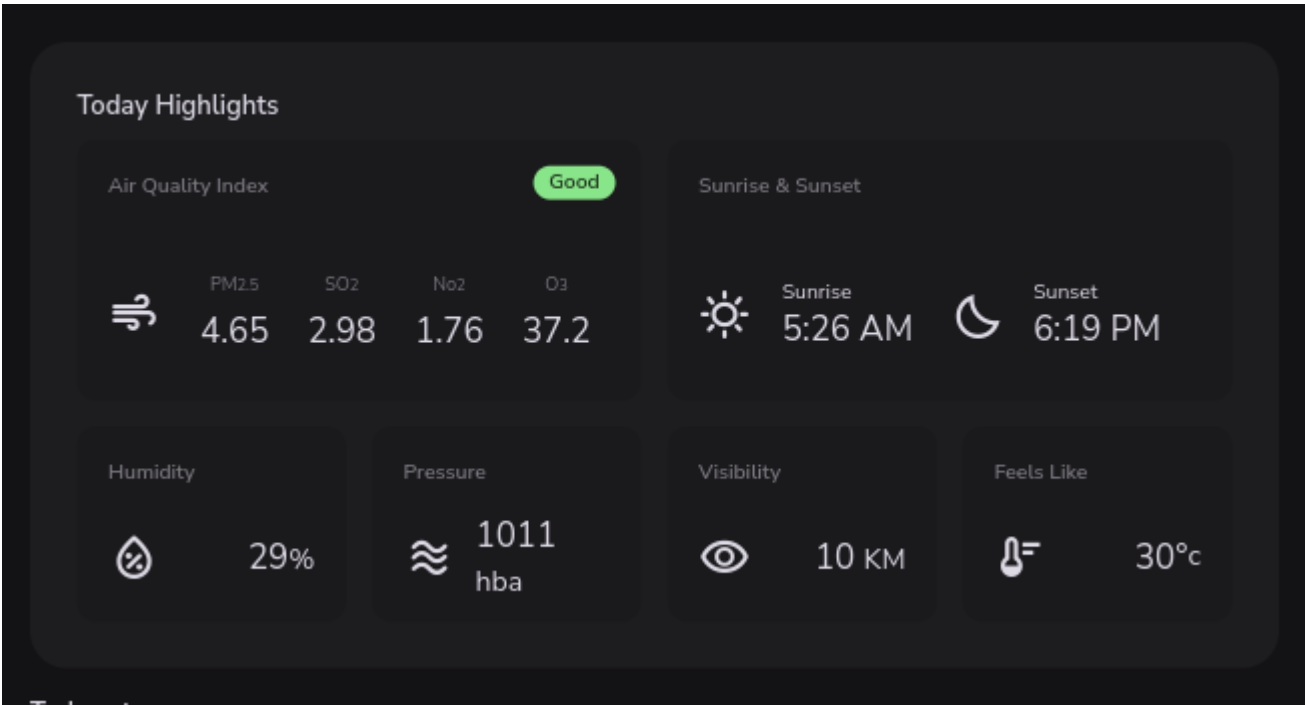 Today Highlights
Air Quality Index
Good
PM2.5 SO2 No2 O3
4.65 2.98 1.76 37.2
Sunrise & Sunset
Sunrise
5:26 AM
Sunset
6:19 PM
Humidity
29%
Pressure
1011
hba
Visibility
10 KM
Feels Like
30°c